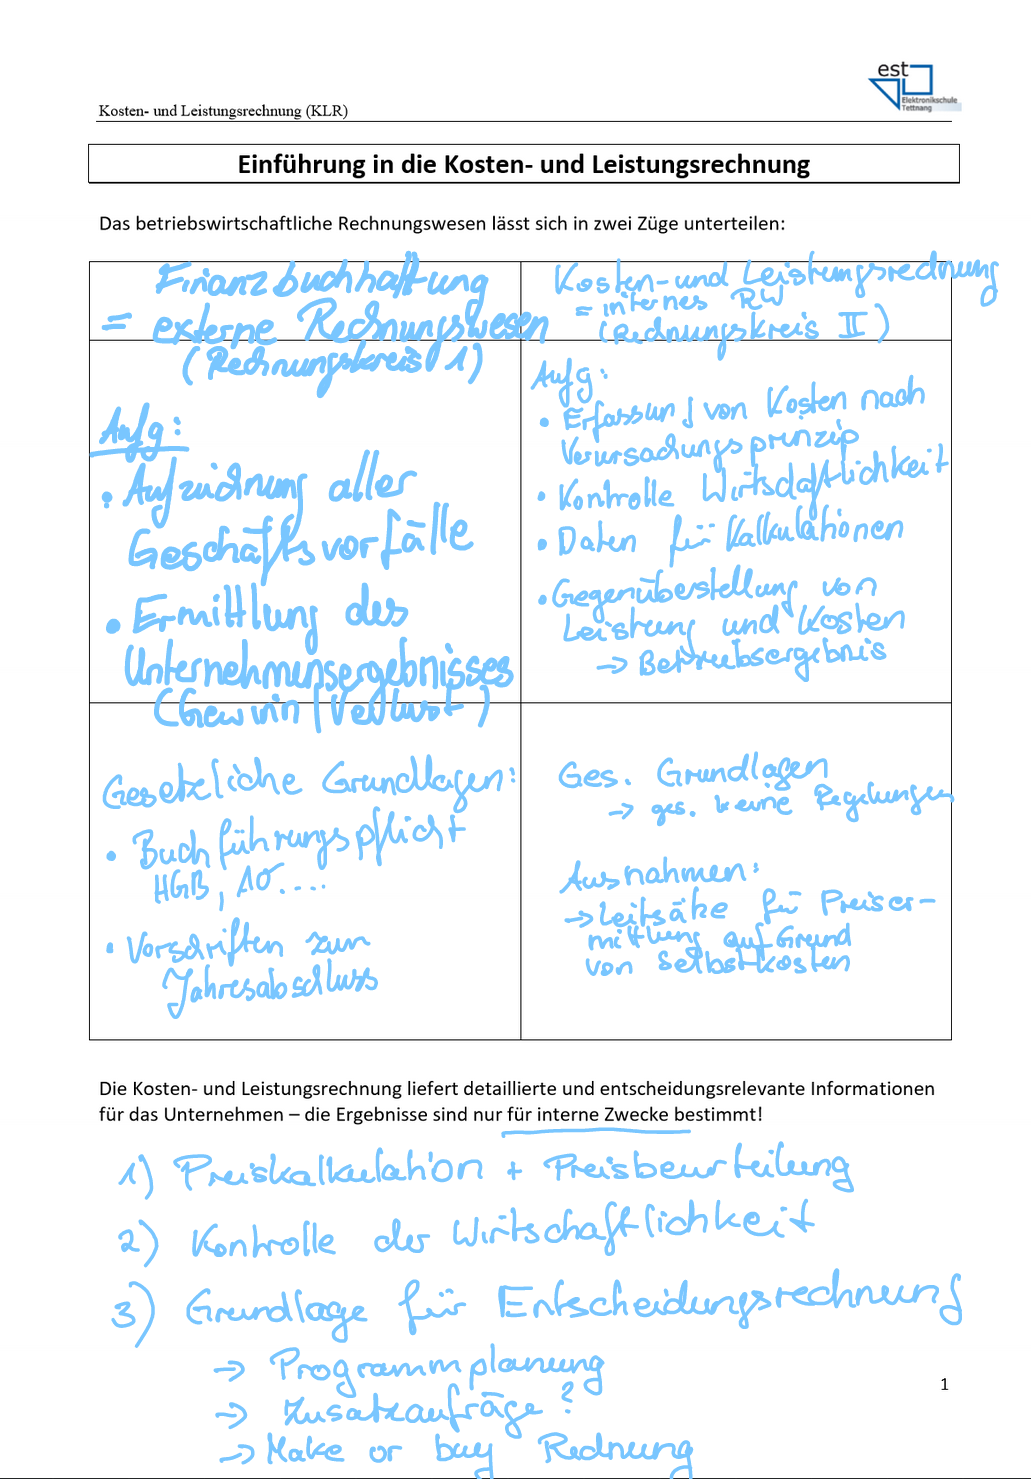 est
Elektronikschule
Tettnang
Kosten- und Leistungsrechnung (KLR)
Einführung in die Kosten- und Leistungsrechnung
Das betriebswirtschaftliche Rechnungswesen lässt sich in zwei Züge unterteilen:
Finanzbuchhaltung
= externe Rechnungswesen
(Rechnungskreis 1)
Kosten- und Leistungsrechnung
= internes RW
(Rechnungskreis II)
Aufg:
• Aufzeichnung aller
Geschäftsvorfälle
• Ermittlung des
Unternehmensergebnisses
(Gewinn / Verlust)
Aufg:
• Erfassung von Kosten nach
Verursachungsprinzip
• Kontrolle Wirtschaftlichkeit
• Daten für Kalkulationen
• Gegenüberstellung von
Leistung und Kosten
→ Betriebsergebnis
Gesetzliche Grundlagen:
• Buchführungspflicht
HGB, AO....
• Vorschriften zum
Jahresabschluss
Ges. Grundlagen
→ ges. keine Regelungen
Ausnahmen:
→ Leitsätze für Preiser-
mittlung auf Grund
von Selbstkosten
Die Kosten- und Leistungsrechnung liefert detaillierte und entscheidungsrelevante Informationen
für das Unternehmen – die Ergebnisse sind nur für interne Zwecke bestimmt!
1) Preiskalkulation + Preisbeurteilung
2) Kontrolle der Wirtschaftlichkeit
3) Grundlage für Entscheidungsrechnung
→ Programmplanung
→ Zusatzaufträge?
→ Make or buy Rechnung
1